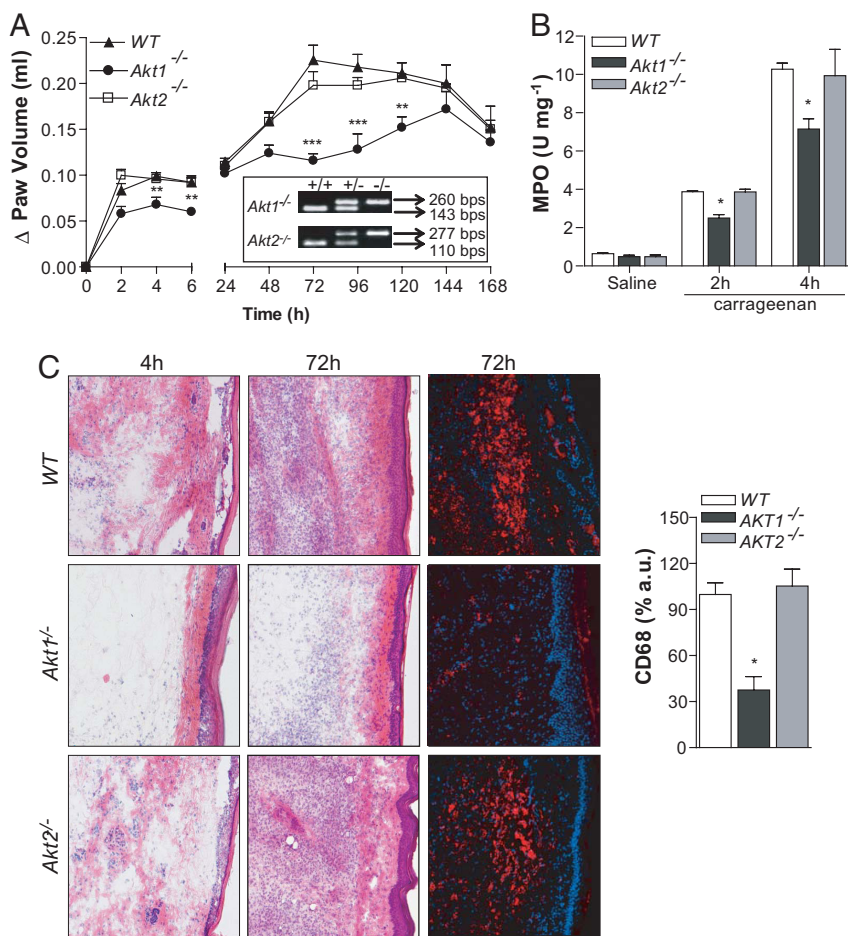 A
WT
Akt1 -/-
Akt2 -/-
Δ Paw Volume (ml)
0.25
0.20
0.15
0.10
0.05
0.00
** **
*** *** **
+/+ +/- -/-
Akt1-/-
260 bps
143 bps
Akt2-/-
277 bps
110 bps
0 2 4 6 24 48 72 96 120 144 168
Time (h)
B
WT
Akt1-/-
Akt2-/-
MPO (U mg-1)
12
10
8
6
4
2
0
*
*
Saline 2h 4h
carrageenan
C
4h 72h 72h
WT
Akt1/-
Akt2/-
WT
AKT1-/-
AKT2-/-
CD68 (% a.u.)
150
120
90
60
30
0
*